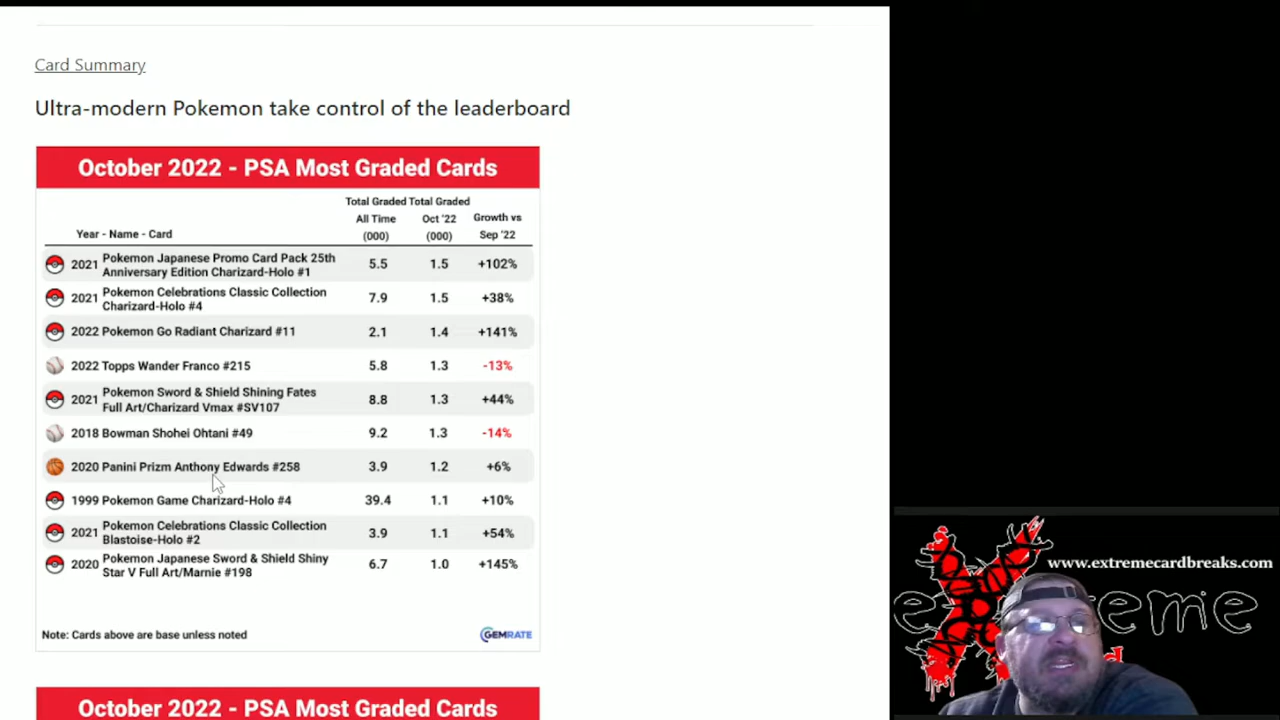 Card Summary
Ultra-modern Pokemon take control of the leaderboard
October 2022 - PSA Most Graded Cards
Total Graded Total Graded
All Time Oct '22 Growth vs
Year - Name - Card (000) (000) Sep '22
2021 Pokemon Japanese Promo Card Pack 25th
Anniversary Edition Charizard-Holo #1 5.5 1.5 +102%
2021 Pokemon Celebrations Classic Collection
Charizard-Holo #4 7.9 1.5 +38%
2022 Pokemon Go Radiant Charizard #11 2.1 1.4 +141%
2022 Topps Wander Franco #215 5.8 1.3 -13%
2021 Pokemon Sword & Shield Shining Fates
Full Art/Charizard Vmax #SV107 8.8 1.3 +44%
2018 Bowman Shohei Ohtani #49 9.2 1.3 -14%
2020 Panini Prizm Anthony Edwards #258 3.9 1.2 +6%
1999 Pokemon Game Charizard-Holo #4 39.4 1.1 +10%
2021 Pokemon Celebrations Classic Collection
Blastoise-Holo #2 3.9 1.1 +54%
2020 Pokemon Japanese Sword & Shield Shiny
Star V Full Art/Marnie #198 6.7 1.0 +145%
Note: Cards above are base unless noted GEMRATE
October 2022 - PSA Most Graded Cards
www.extremecardbreaks.com
extreme